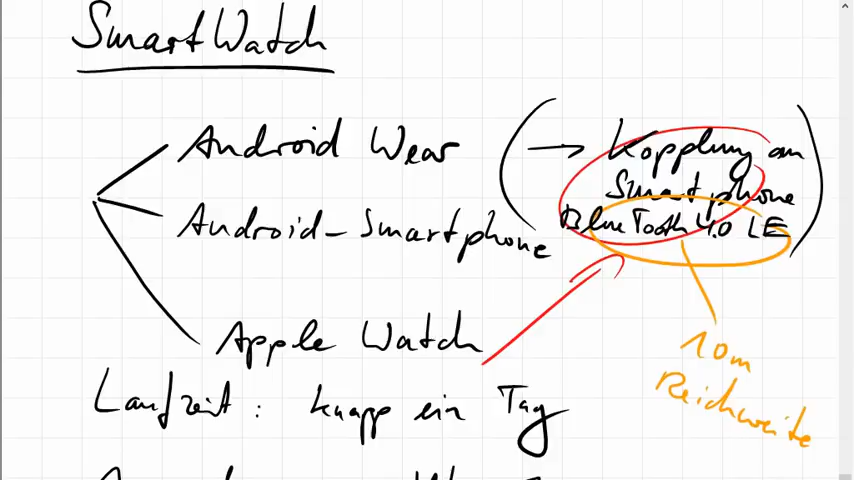 SmartWatch
Android Wear
(→ Kopplung an
Smartphone
BlueTooth 4.0 LE)
Android-Smartphone
Apple Watch
10m
Reichweite
Laufzeit: knapp ein Tag